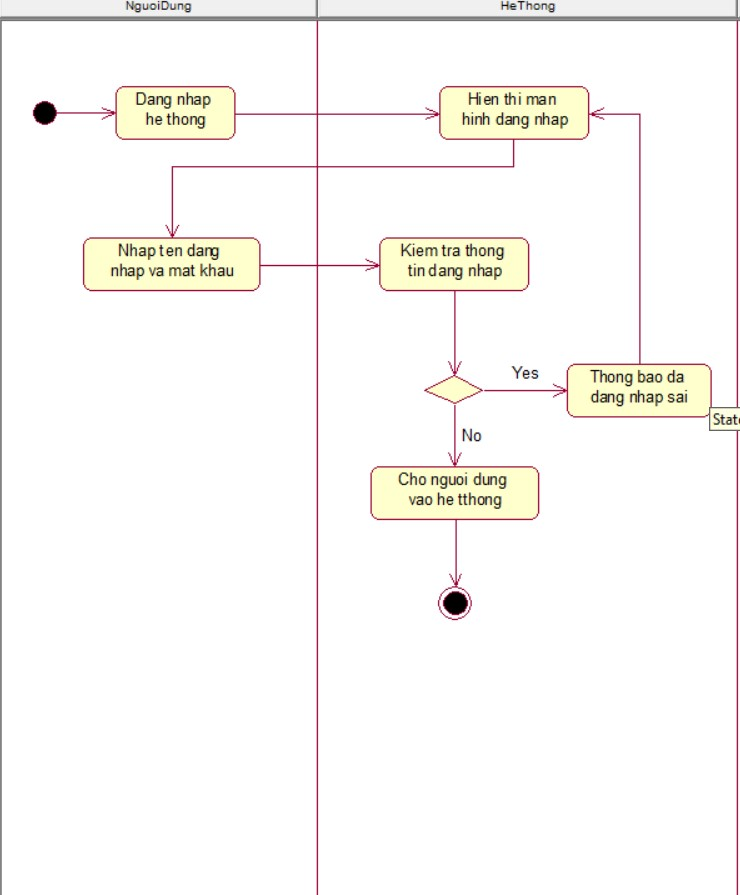 NguoiDung
HeThong
Dang nhap
he thong
Hien thi man
hinh dang nhap
Nhap ten dang
nhap va mat khau
Kiem tra thong
tin dang nhap
Yes
Thong bao da
dang nhap sai
State
No
Cho nguoi dung
vao he tthong